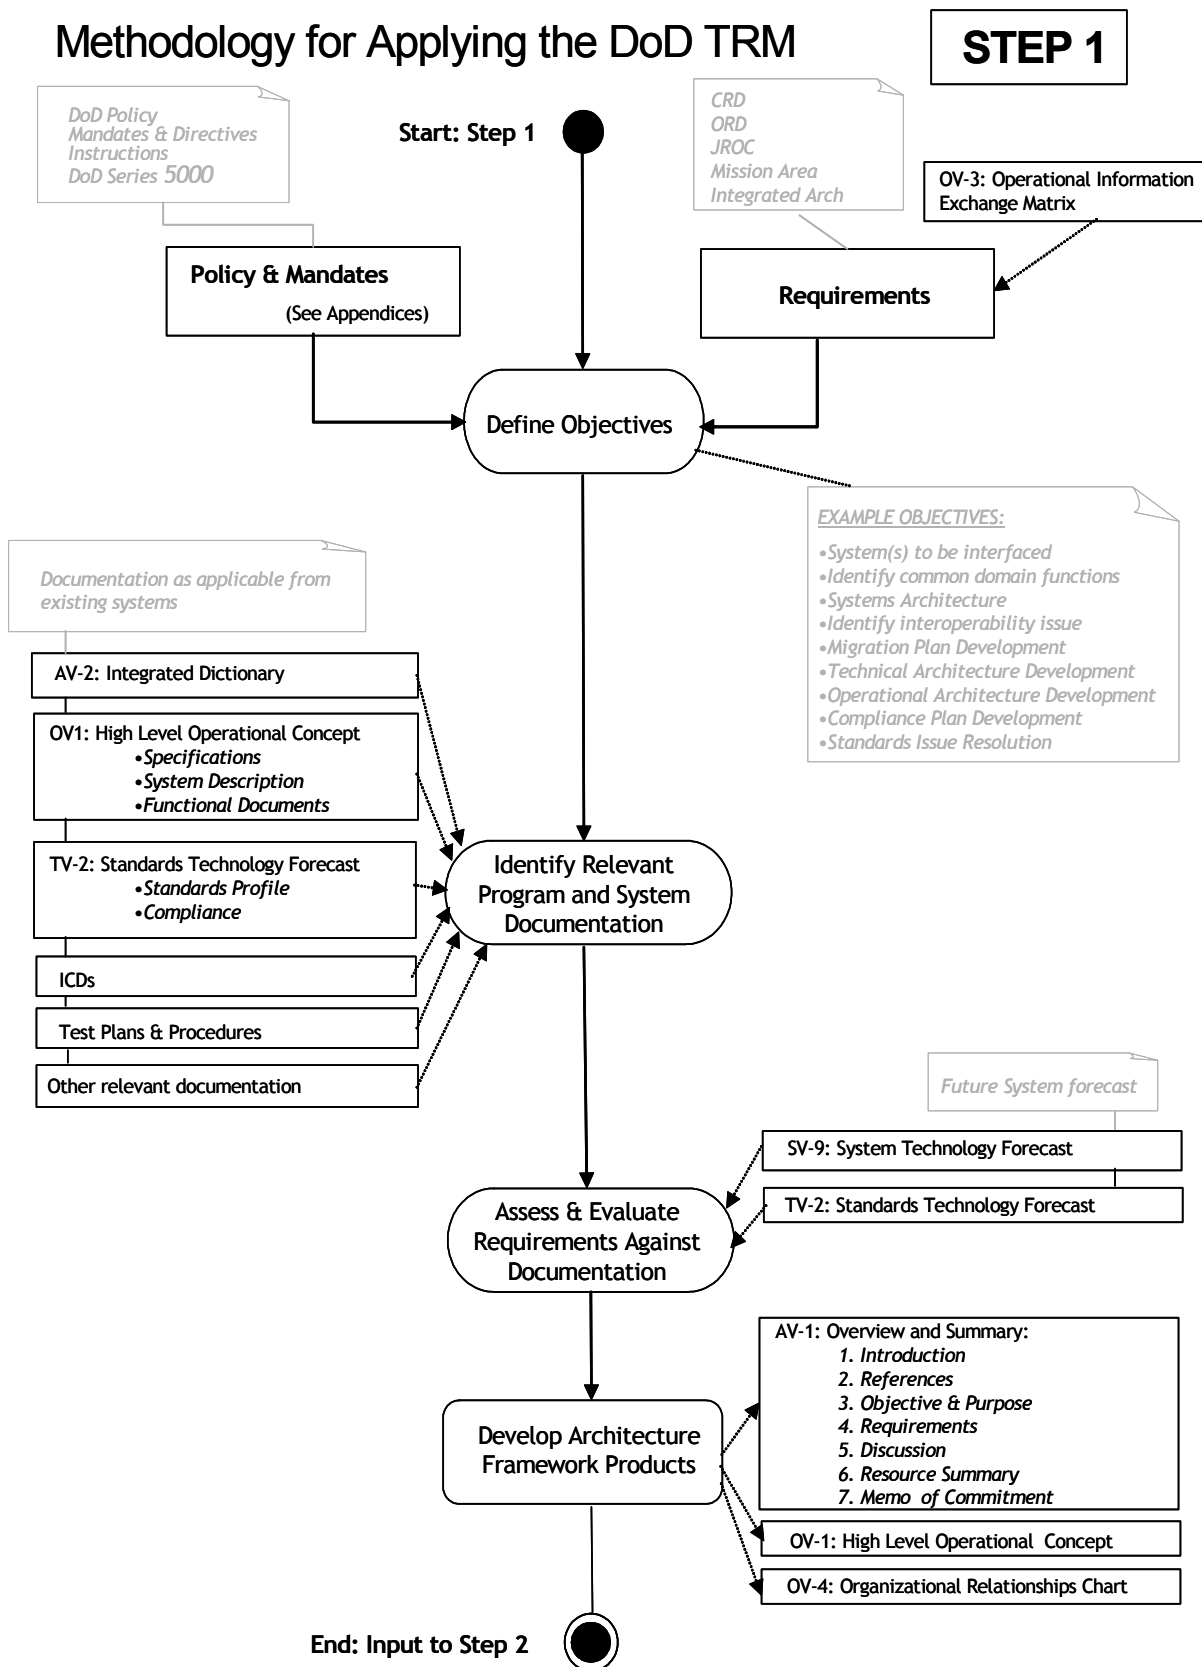 Methodology for Applying the DoD TRM
STEP 1
DoD Policy
Mandates & Directives
Instructions
DoD Series 5000
Start: Step 1
CRD
ORD
JROC
Mission Area
Integrated Arch
OV-3: Operational Information
Exchange Matrix
Policy & Mandates
(See Appendices)
Requirements
Define Objectives
EXAMPLE OBJECTIVES:
•System(s) to be interfaced
•Identify common domain functions
•Systems Architecture
•Identify interoperability issue
•Migration Plan Development
•Technical Architecture Development
•Operational Architecture Development
•Compliance Plan Development
•Standards Issue Resolution
Documentation as applicable from
existing systems
AV-2: Integrated Dictionary
OV1: High Level Operational Concept
•Specifications
•System Description
•Functional Documents
TV-2: Standards Technology Forecast
•Standards Profile
•Compliance
ICDs
Test Plans & Procedures
Other relevant documentation
Identify Relevant
Program and System
Documentation
Future System forecast
SV-9: System Technology Forecast
TV-2: Standards Technology Forecast
Assess & Evaluate
Requirements Against
Documentation
AV-1: Overview and Summary:
1. Introduction
2. References
3. Objective & Purpose
4. Requirements
5. Discussion
6. Resource Summary
7. Memo of Commitment
Develop Architecture
Framework Products
OV-1: High Level Operational Concept
OV-4: Organizational Relationships Chart
End: Input to Step 2